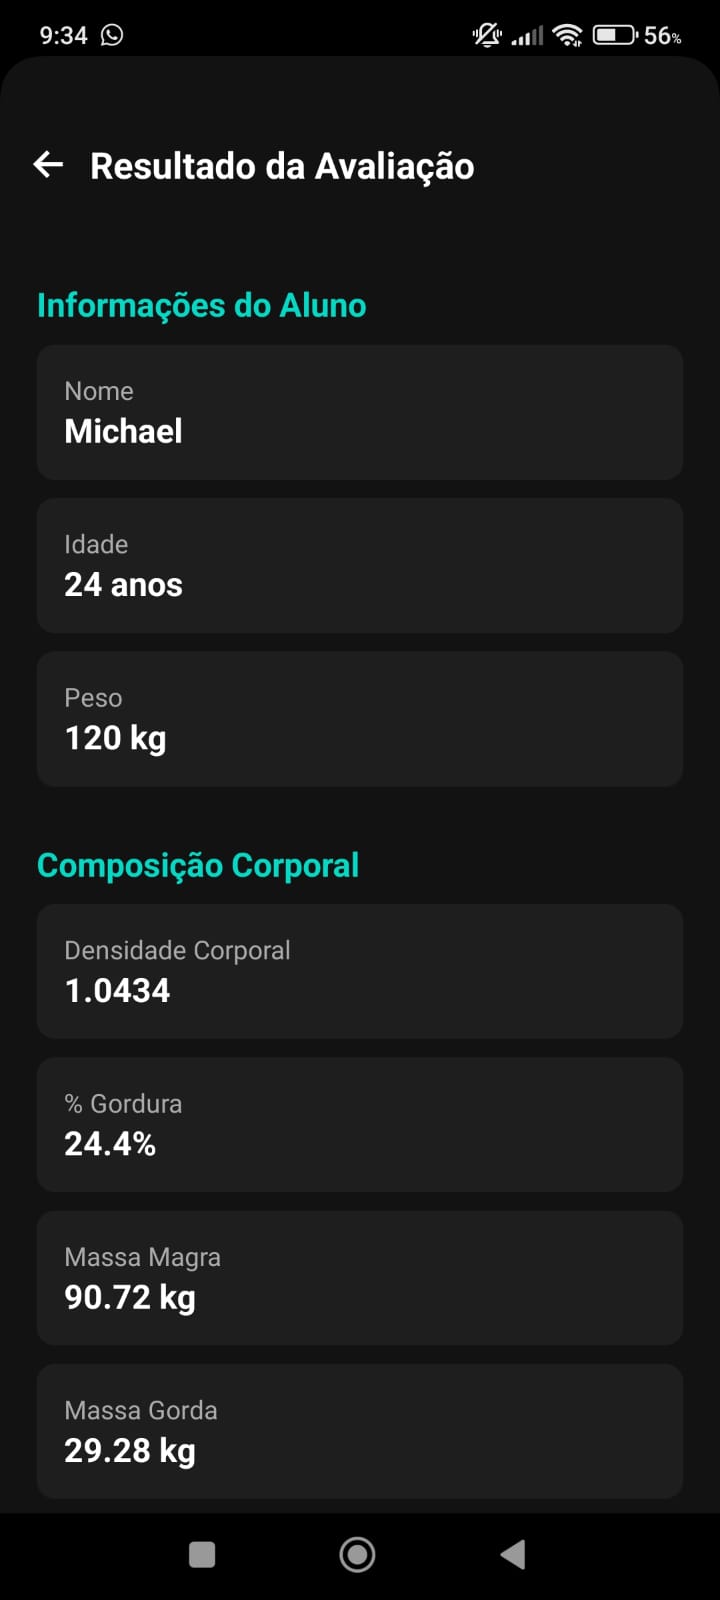 9:34 56%
Resultado da Avaliação
Informações do Aluno
Nome
Michael
Idade
24 anos
Peso
120 kg
Composição Corporal
Densidade Corporal
1.0434
% Gordura
24.4%
Massa Magra
90.72 kg
Massa Gorda
29.28 kg